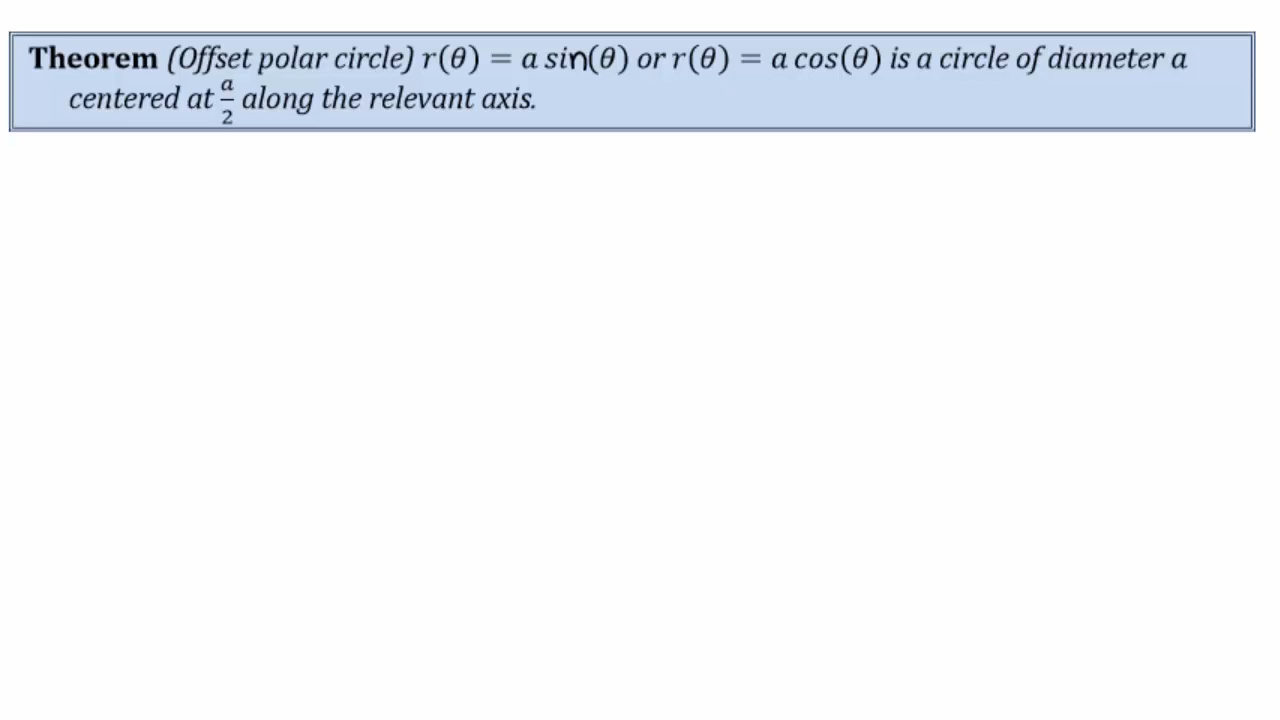 Theorem (Offset polar circle) r(θ) = a sin(θ) or r(θ) = a cos(θ) is a circle of diameter a
centered at a/2 along the relevant axis.